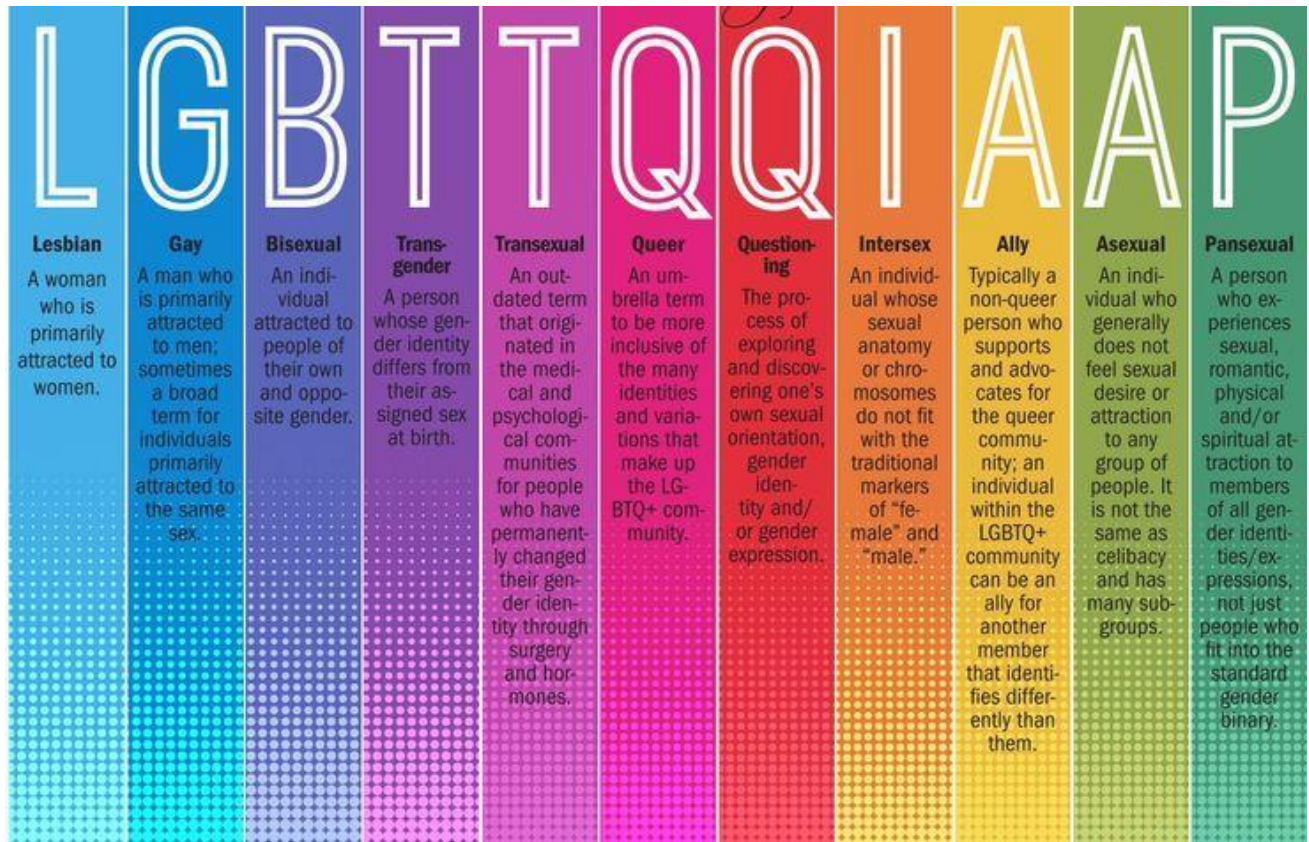 L G B T T Q Q I A A P
Lesbian
A woman
who is
primarily
attracted to
women.
Gay
A man who
is primarily
attracted
to men;
sometimes
a broad
term for
individuals
primarily
attracted to
the same
sex.
Bisexual
An indi-
vidual
attracted to
people of
their own
and oppo-
site gender.
Trans-
gender
A person
whose gen-
der identity
differs from
their as-
signed sex
at birth.
Transexual
An out-
dated term
that origi-
nated in
the medi-
cal and
psychologi-
cal com-
munities
for people
who have
permanent-
ly changed
their gen-
der iden-
tity through
surgery
and hor-
mones.
Queer
An um-
brella term
to be more
inclusive of
the many
identities
and varia-
tions that
make up
the LG-
BTQ+ com-
munity.
Question-
ing
The pro-
cess of
exploring
and discov-
ering one's
own sexual
orientation,
gender
iden-
tity and/
or gender
expression.
Intersex
An individ-
ual whose
sexual
anatomy
or chro-
mosomes
do not fit
with the
traditional
markers
of "fe-
male" and
"male."
Ally
Typically a
non-queer
person who
supports
and advo-
cates for
the queer
commu-
nity; an
individual
within the
LGBTQ+
community
can be an
ally for
another
member
that identi-
fies differ-
ently than
them.
Asexual
An indi-
vidual who
generally
does not
feel sexual
desire or
attraction
to any
group of
people. It
is not the
same as
celibacy
and has
many sub-
groups.
Pansexual
A person
who ex-
periences
sexual,
romantic,
physical
and/or
spiritual at-
traction to
members
of all gen-
der identi-
ties/ex-
pressions,
not just
people who
fit into the
standard
gender
binary.